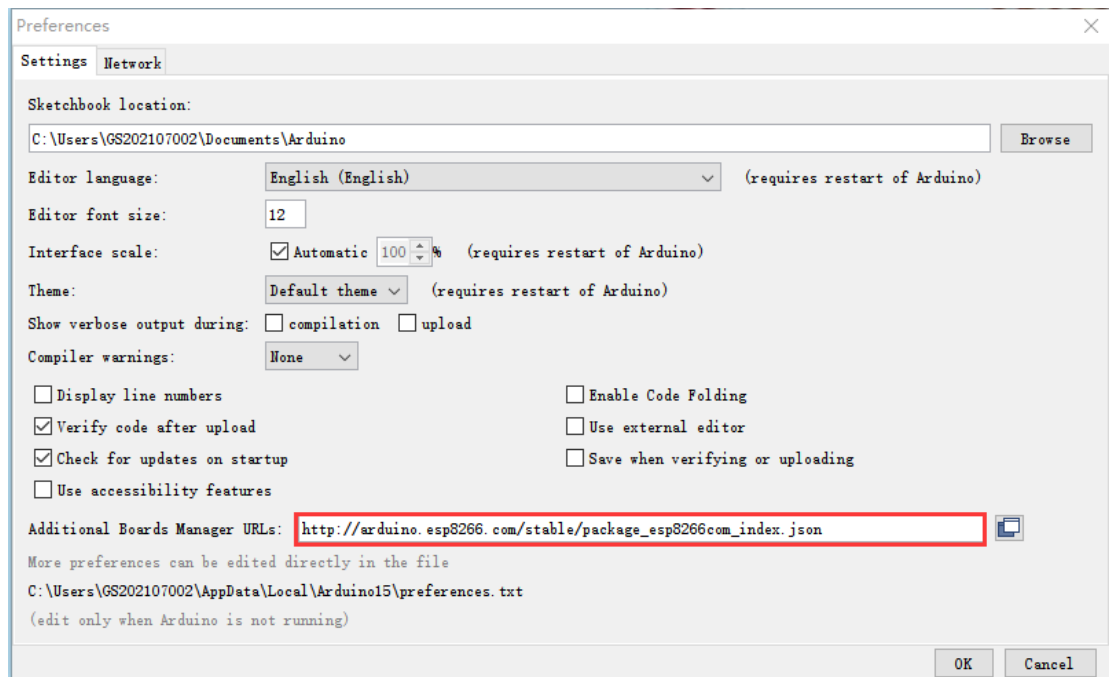 Preferences
Settings Network
Sketchbook location:
C:\Users\GS202107002\Documents\Arduino Browse
Editor language: English (English) (requires restart of Arduino)
Editor font size: 12
Interface scale: Automatic 100 % (requires restart of Arduino)
Theme: Default theme (requires restart of Arduino)
Show verbose output during: compilation upload
Compiler warnings: None
Display line numbers Enable Code Folding
Verify code after upload Use external editor
Check for updates on startup Save when verifying or uploading
Use accessibility features
Additional Boards Manager URLs: http://arduino.esp8266.com/stable/package_esp8266com_index.json
More preferences can be edited directly in the file
C:\Users\GS202107002\AppData\Local\Arduino15\preferences.txt
(edit only when Arduino is not running)
OK Cancel